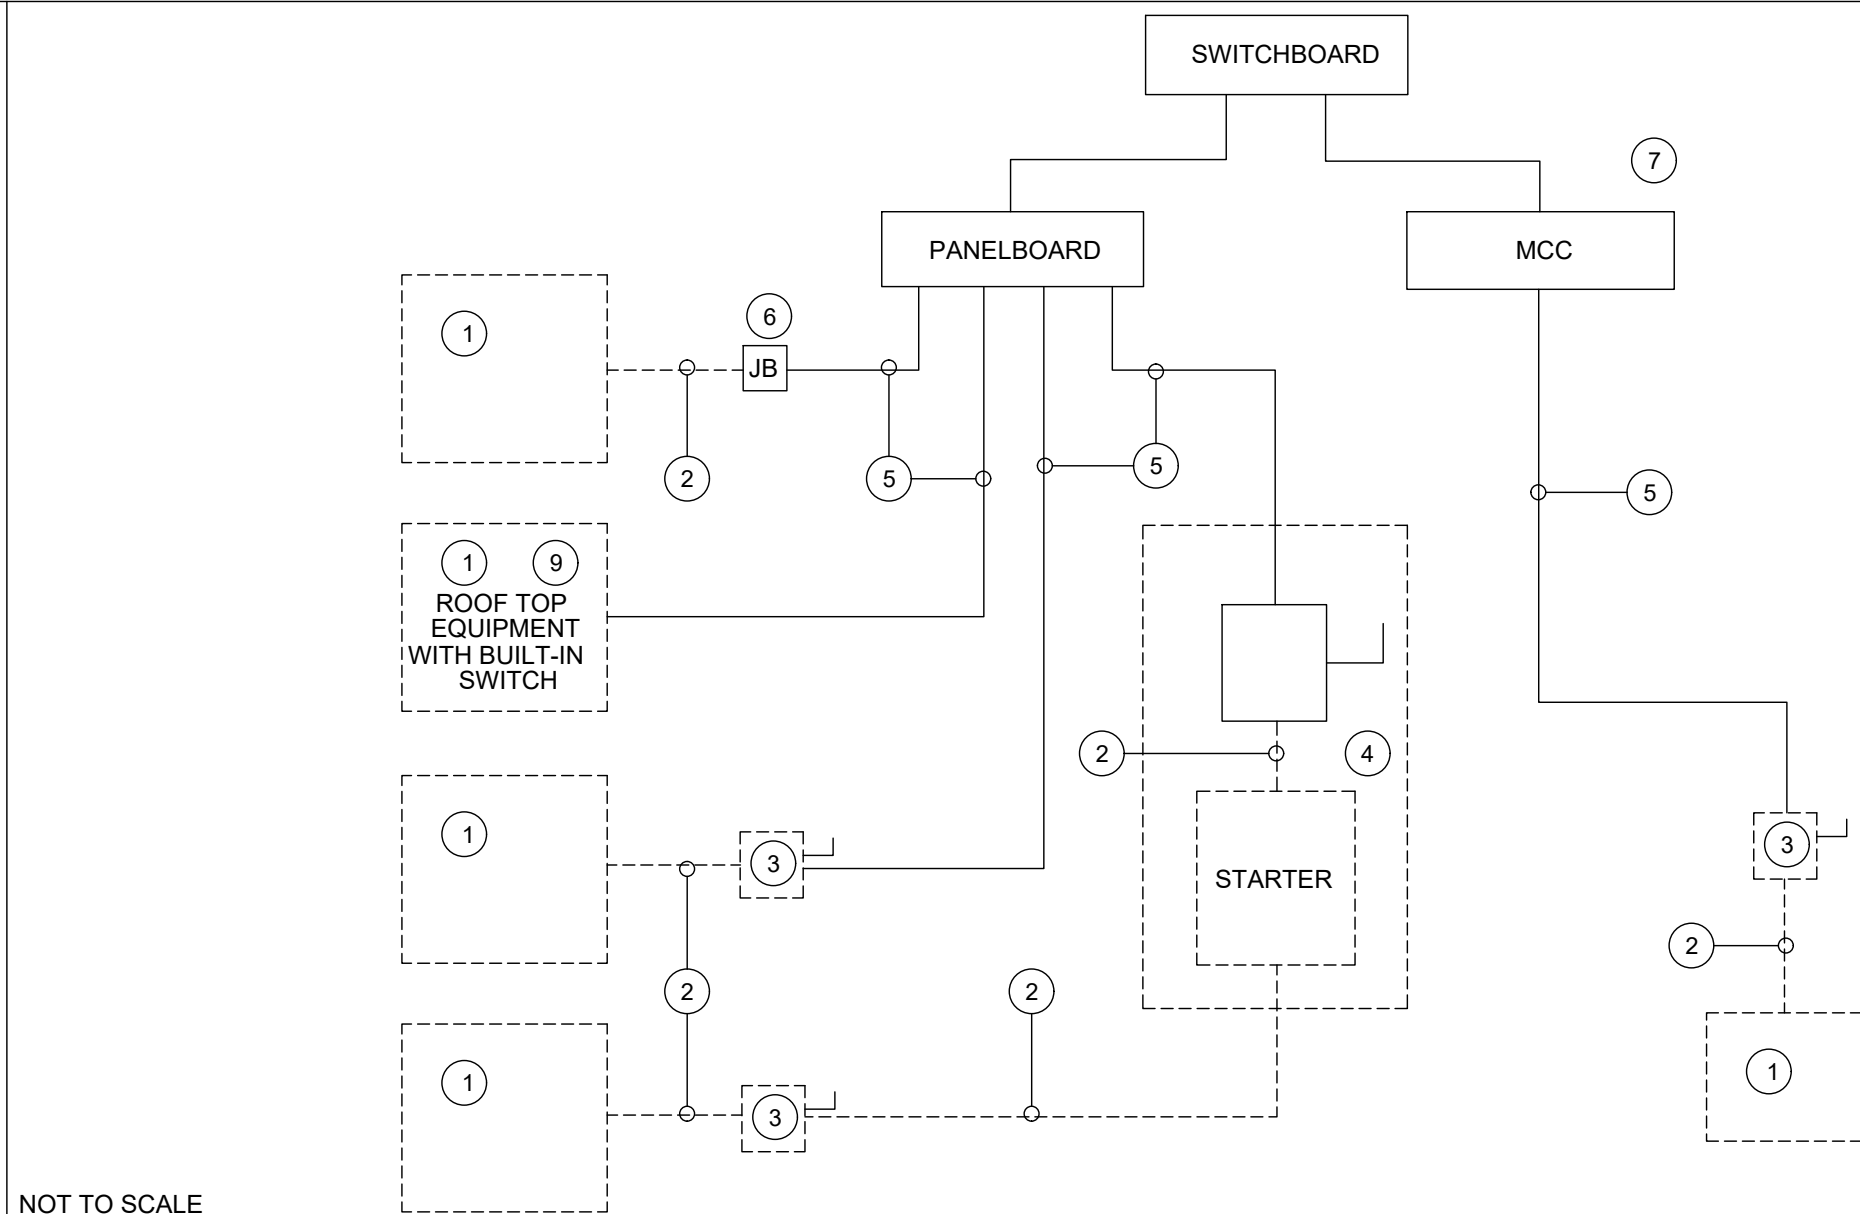 SWITCHBOARD
7
PANELBOARD
MCC
1
6
JB
2
5
5
5
1 9
ROOF TOP
EQUIPMENT
WITH BUILT-IN
SWITCH
2
4
1
3
STARTER
3
2
2
2
1
1
3
NOT TO SCALE